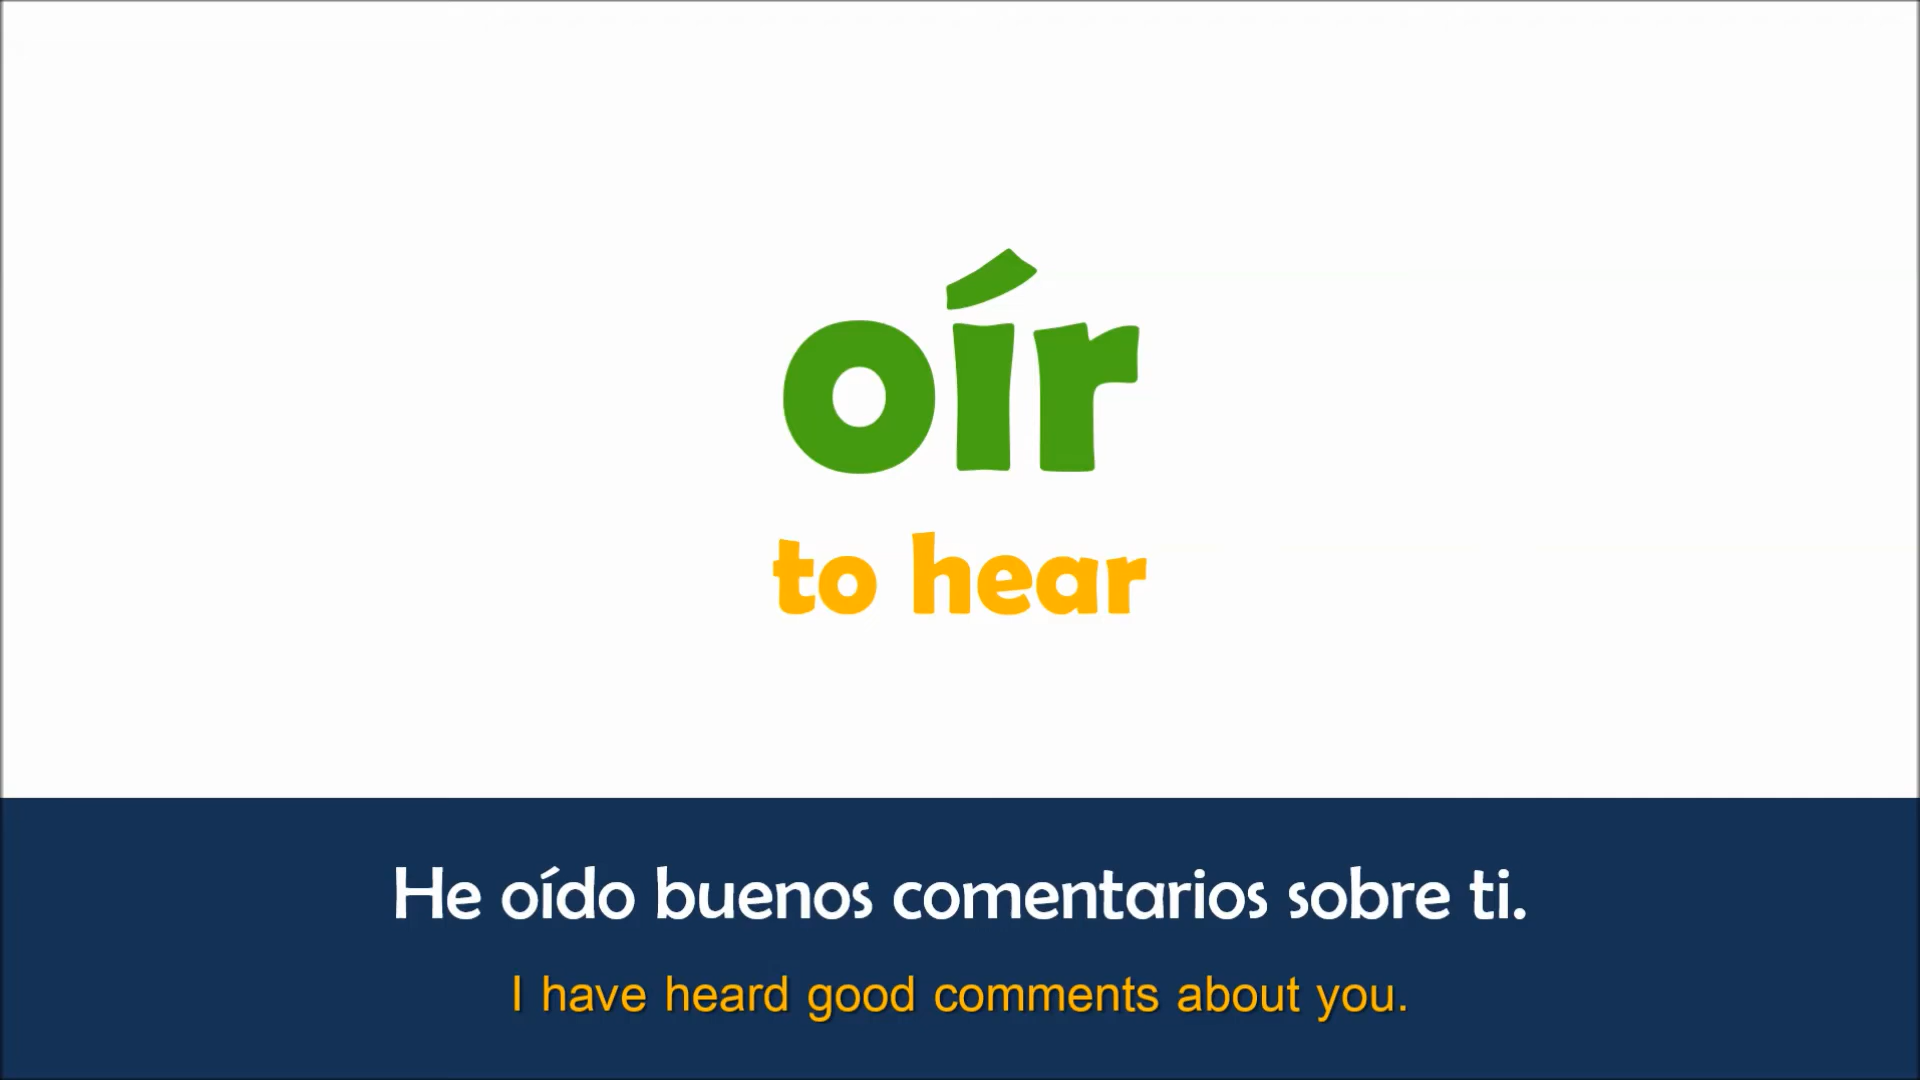 oír
to hear
He oído buenos comentarios sobre ti.
I have heard good comments about you.